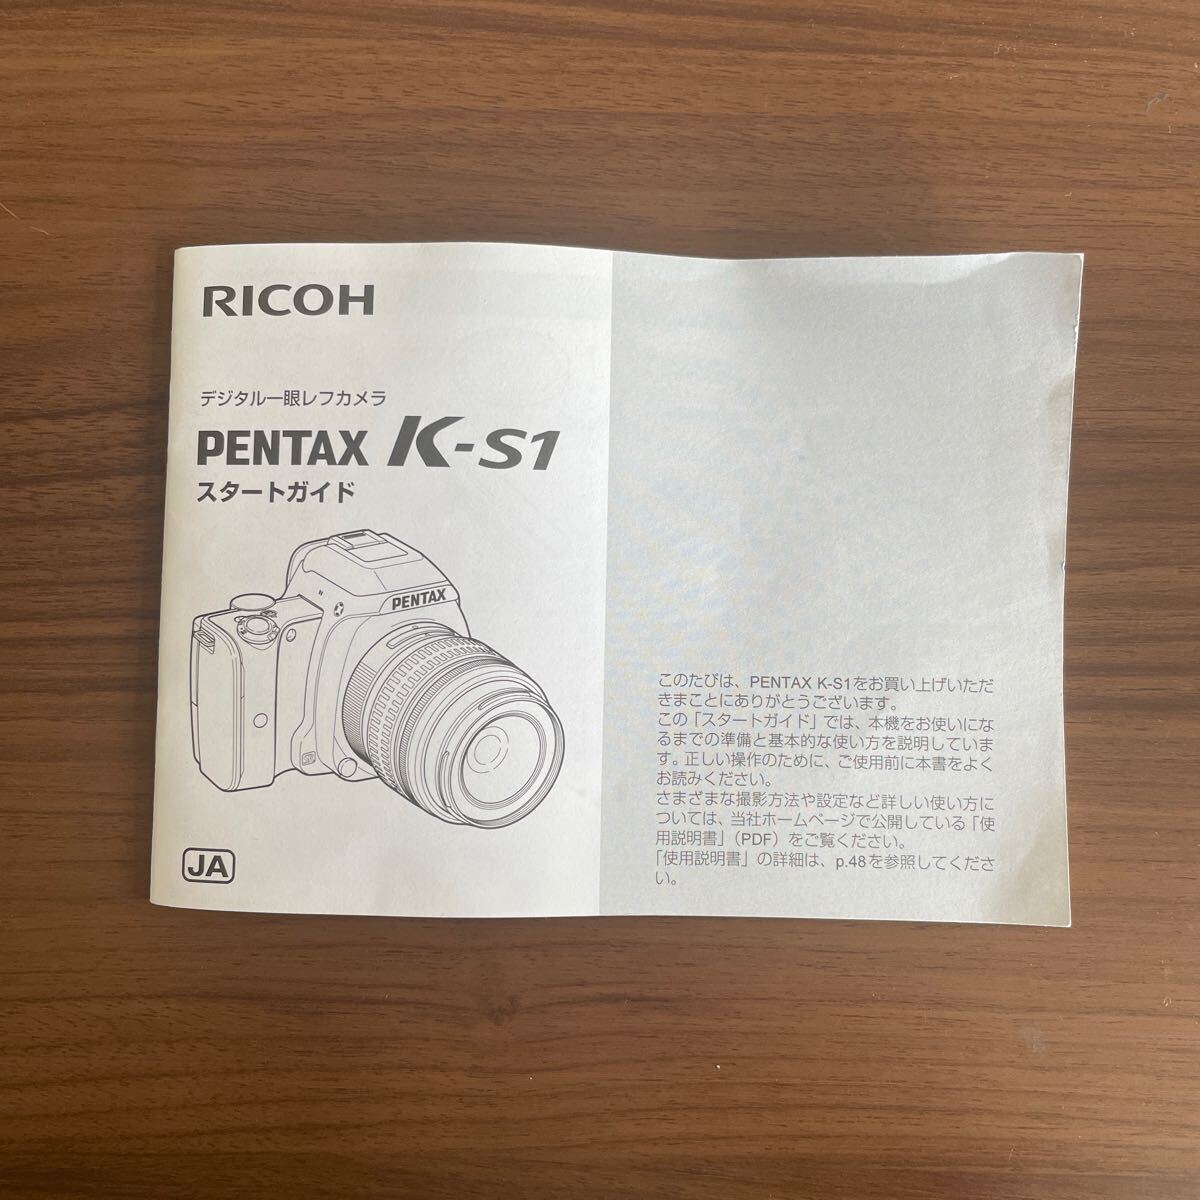 RICOH
デジタル一眼レフカメラ
PENTAX K-S1
スタートガイド
PENTAX
JA
このたびは、PENTAX K-S1をお買い上げいただ
きまことにありがとうございます。
この「スタートガイド」では、本機をお使いにな
るまでの準備と基本的な使い方を説明していま
す。正しい操作のために、ご使用前に本書をよく
お読みください。
さまざまな撮影方法や設定など詳しい使い方に
ついては、当社ホームページで公開している「使
用説明書」（PDF）をご覧ください。
「使用説明書」の詳細は、p.48を参照してくださ
い。